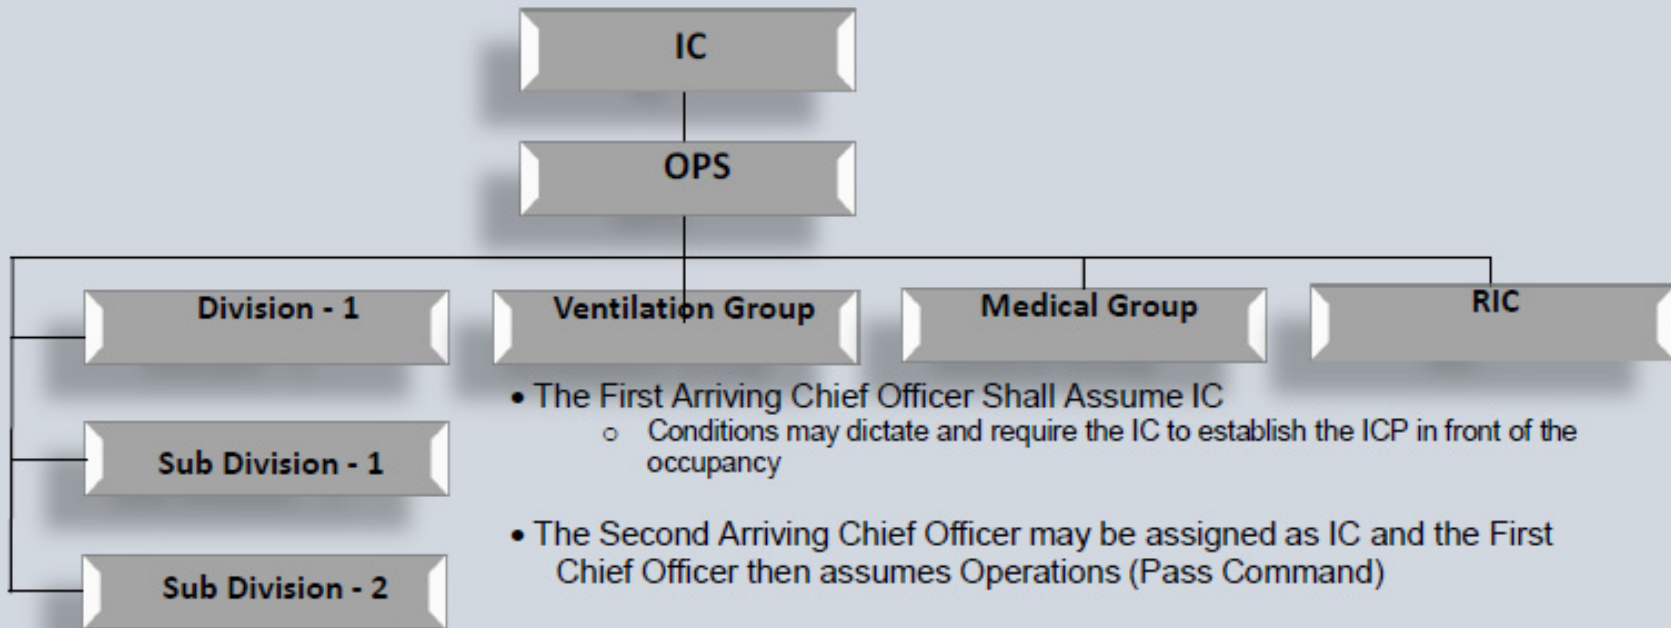 IC
OPS
Division - 1
Ventilation Group
Medical Group
RIC
Sub Division - 1
Sub Division - 2
• The First Arriving Chief Officer Shall Assume IC
o Conditions may dictate and require the IC to establish the ICP in front of the
occupancy
• The Second Arriving Chief Officer may be assigned as IC and the First
Chief Officer then assumes Operations (Pass Command)